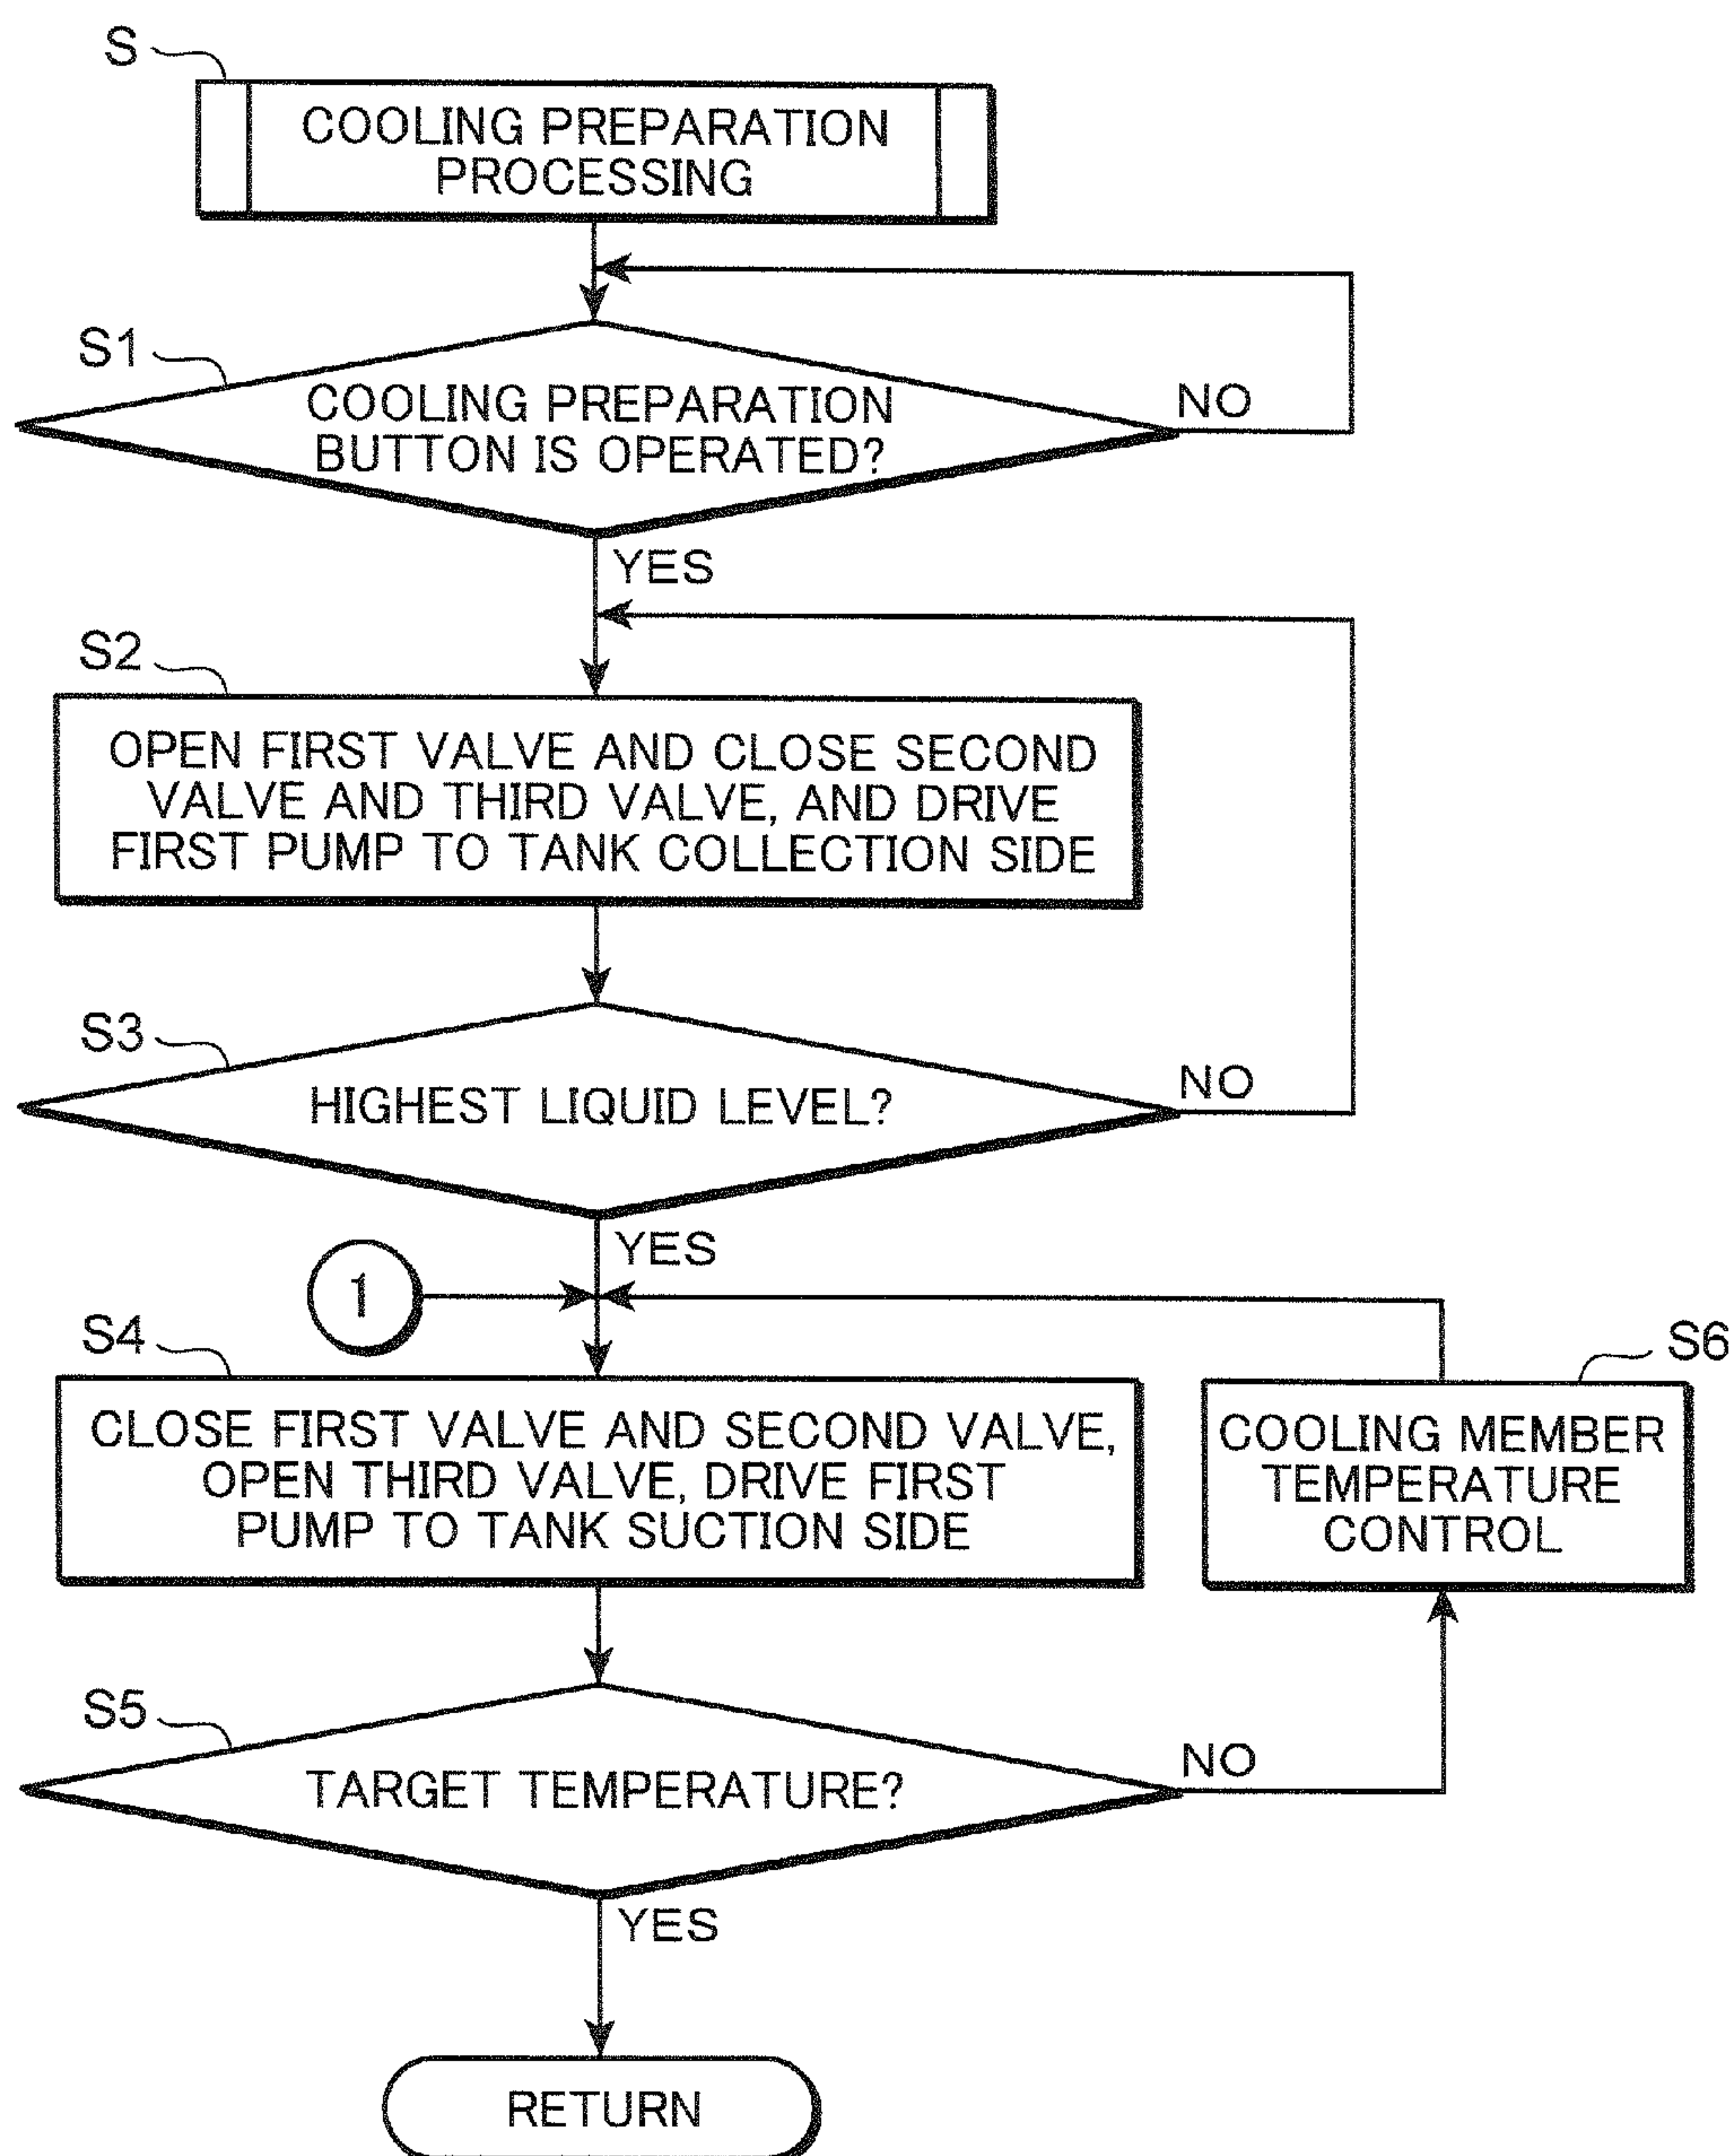 S
COOLING PREPARATION
PROCESSING
S1
COOLING PREPARATION
BUTTON IS OPERATED?
NO
YES
S2
OPEN FIRST VALVE AND CLOSE SECOND
VALVE AND THIRD VALVE, AND DRIVE
FIRST PUMP TO TANK COLLECTION SIDE
S3
HIGHEST LIQUID LEVEL?
NO
YES
1
S4
CLOSE FIRST VALVE AND SECOND VALVE,
OPEN THIRD VALVE, DRIVE FIRST
PUMP TO TANK SUCTION SIDE
S6
COOLING MEMBER
TEMPERATURE
CONTROL
S5
TARGET TEMPERATURE?
NO
YES
RETURN